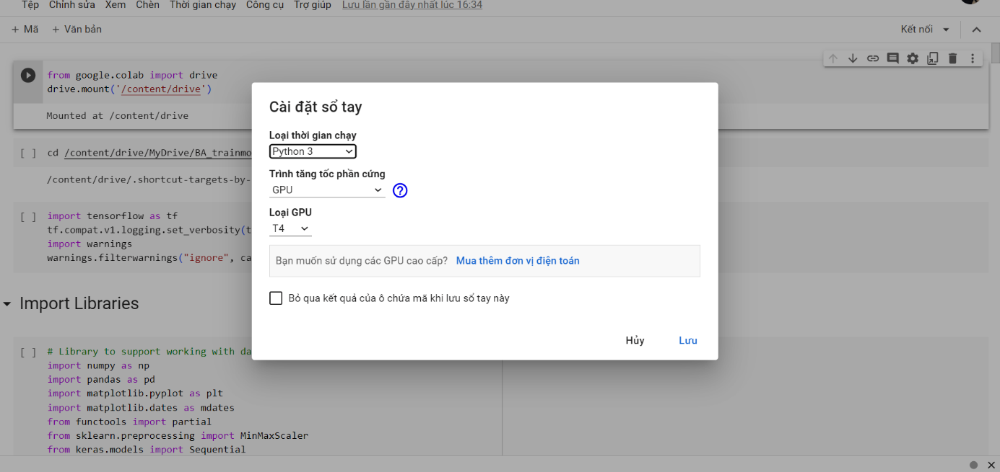 Tệp Chỉnh sửa Xem Chèn Thời gian chạy Công cụ Trợ giúp Lưu lần gần đây nhất lúc 16:34
+ Mã + Văn bản Kết nối
from google.colab import drive
drive.mount('/content/drive')
Mounted at /content/drive
[ ] cd /content/drive/MyDrive/BA_trainmo
/content/drive/.shortcut-targets-by-
[ ] import tensorflow as tf
tf.compat.v1.logging.set_verbosity(t
import warnings
warnings.filterwarnings("ignore", ca
Import Libraries
[ ] # Library to support working with da
import numpy as np
import pandas as pd
import matplotlib.pyplot as plt
import matplotlib.dates as mdates
from functools import partial
from sklearn.preprocessing import MinMaxScaler
from keras.models import Sequential
Cài đặt sổ tay
Loại thời gian chạy
Python 3
Trình tăng tốc phần cứng
GPU
Loại GPU
T4
Bạn muốn sử dụng các GPU cao cấp? Mua thêm đơn vị điện toán
Bỏ qua kết quả của ô chứa mã khi lưu sổ tay này
Hủy Lưu